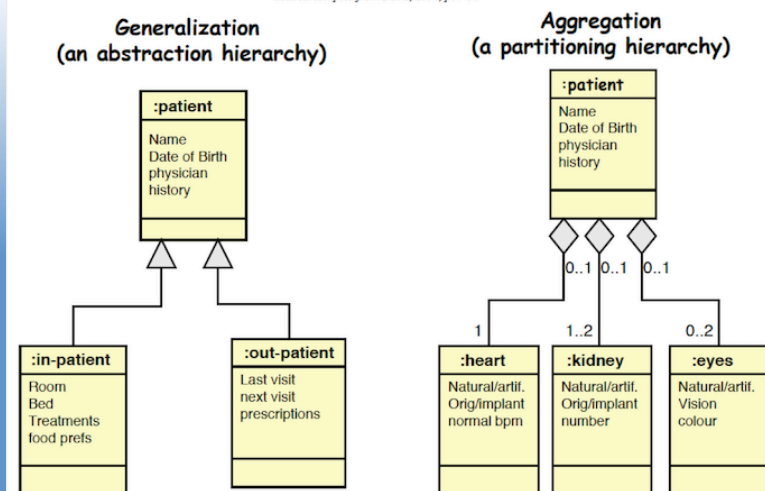 Generalization
(an abstraction hierarchy)
:patient
Name
Date of Birth
physician
history
:in-patient
Room
Bed
Treatments
food prefs
:out-patient
Last visit
next visit
prescriptions
Aggregation
(a partitioning hierarchy)
:patient
Name
Date of Birth
physician
history
0..1 0..1 0..1
1
1..2
0..2
:heart
Natural/artif.
Orig/implant
normal bpm
:kidney
Natural/artif.
Orig/implant
number
:eyes
Natural/artif.
Vision
colour